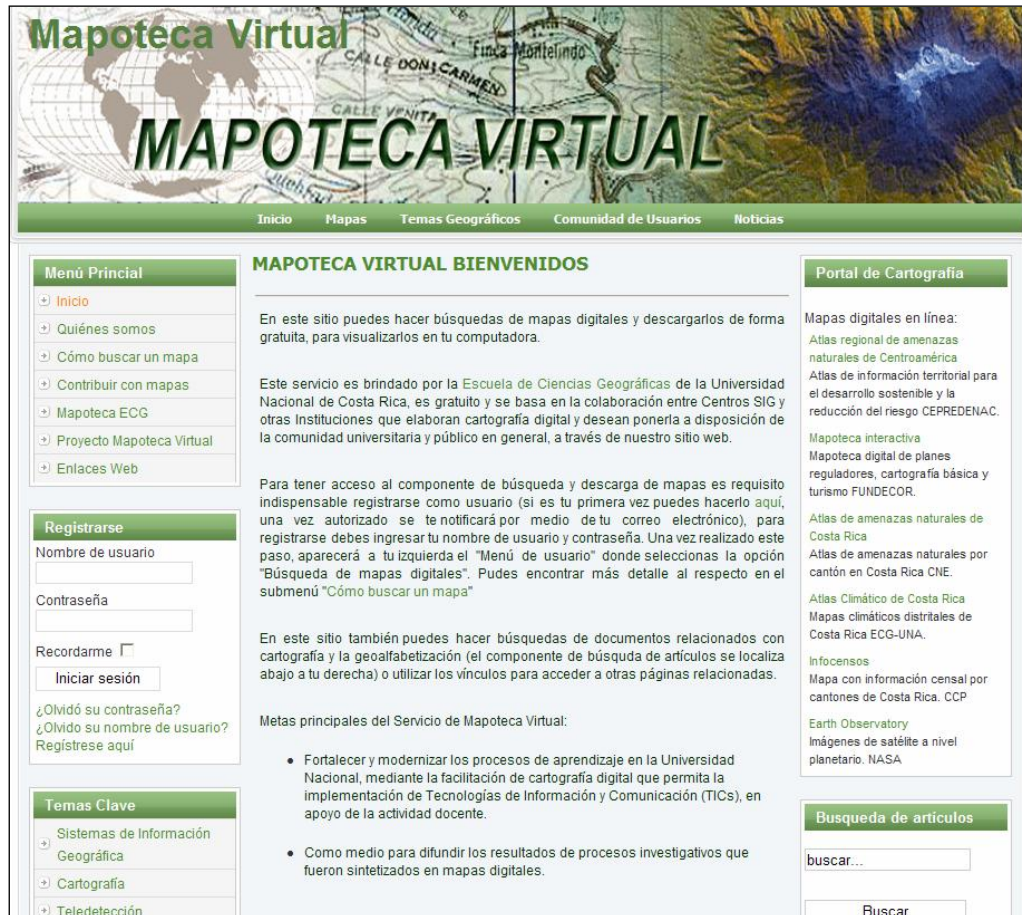 Mapoteca Virtual
Finca Montelindo
CALLE DON CARMEN
CALLE VENITA
MAPOTECA VIRTUAL
Inicio Mapas Temas Geográficos Comunidad de Usuarios Noticias
Menú Princial
Inicio
Quiénes somos
Cómo buscar un mapa
Contribuir con mapas
Mapoteca ECG
Proyecto Mapoteca Virtual
Enlaces Web
Registrarse
Nombre de usuario
Contraseña
Recordarme
Iniciar sesión
¿Olvidó su contraseña?
¿Olvido su nombre de usuario?
Regístrese aquí
Temas Clave
Sistemas de Información
Geográfica
Cartografía
Teledetección
MAPOTECA VIRTUAL BIENVENIDOS
En este sitio puedes hacer búsquedas de mapas digitales y descargarlos de forma
gratuita, para visualizarlos en tu computadora.
Este servicio es brindado por la Escuela de Ciencias Geográficas de la Universidad
Nacional de Costa Rica, es gratuito y se basa en la colaboración entre Centros SIG y
otras Instituciones que elaboran cartografía digital y desean ponerla a disposición de
la comunidad universitaria y público en general, a través de nuestro sitio web.
Para tener acceso al componente de búsqueda y descarga de mapas es requisito
indispensable registrarse como usuario (si es tu primera vez puedes hacerlo aquí,
una vez autorizado se te notificará por medio de tu correo electrónico), para
registrarse debes ingresar tu nombre de usuario y contraseña. Una vez realizado este
paso, aparecerá a tu izquierda el "Menú de usuario" donde seleccionas la opción
"Búsqueda de mapas digitales". Pudes encontrar más detalle al respecto en el
submenú "Cómo buscar un mapa"
En este sitio también puedes hacer búsquedas de documentos relacionados con
cartografía y la geoalfabetización (el componente de búsquda de artículos se localiza
abajo a tu derecha) o utilizar los vínculos para acceder a otras páginas relacionadas.
Metas principales del Servicio de Mapoteca Virtual:
Fortalecer y modernizar los procesos de aprendizaje en la Universidad
Nacional, mediante la facilitación de cartografía digital que permita la
implementación de Tecnologías de Información y Comunicación (TICs), en
apoyo de la actividad docente.
Como medio para difundir los resultados de procesos investigativos que
fueron sintetizados en mapas digitales.
Portal de Cartografía
Mapas digitales en línea:
Atlas regional de amenazas
naturales de Centroamérica
Atlas de información territorial para
el desarrollo sostenible y la
reducción del riesgo CEPREDENAC.
Mapoteca interactiva
Mapoteca digital de planes
reguladores, cartografía básica y
turismo FUNDECOR.
Atlas de amenazas naturales de
Costa Rica
Atlas de amenazas naturales por
cantón en Costa Rica CNE.
Atlas Climático de Costa Rica
Mapas climáticos distritales de
Costa Rica ECG-UNA.
Infocensos
Mapa con información censal por
cantones de Costa Rica. CCP
Earth Observatory
Imágenes de satélite a nivel
planetario. NASA
Busqueda de articulos
buscar...
Buscar